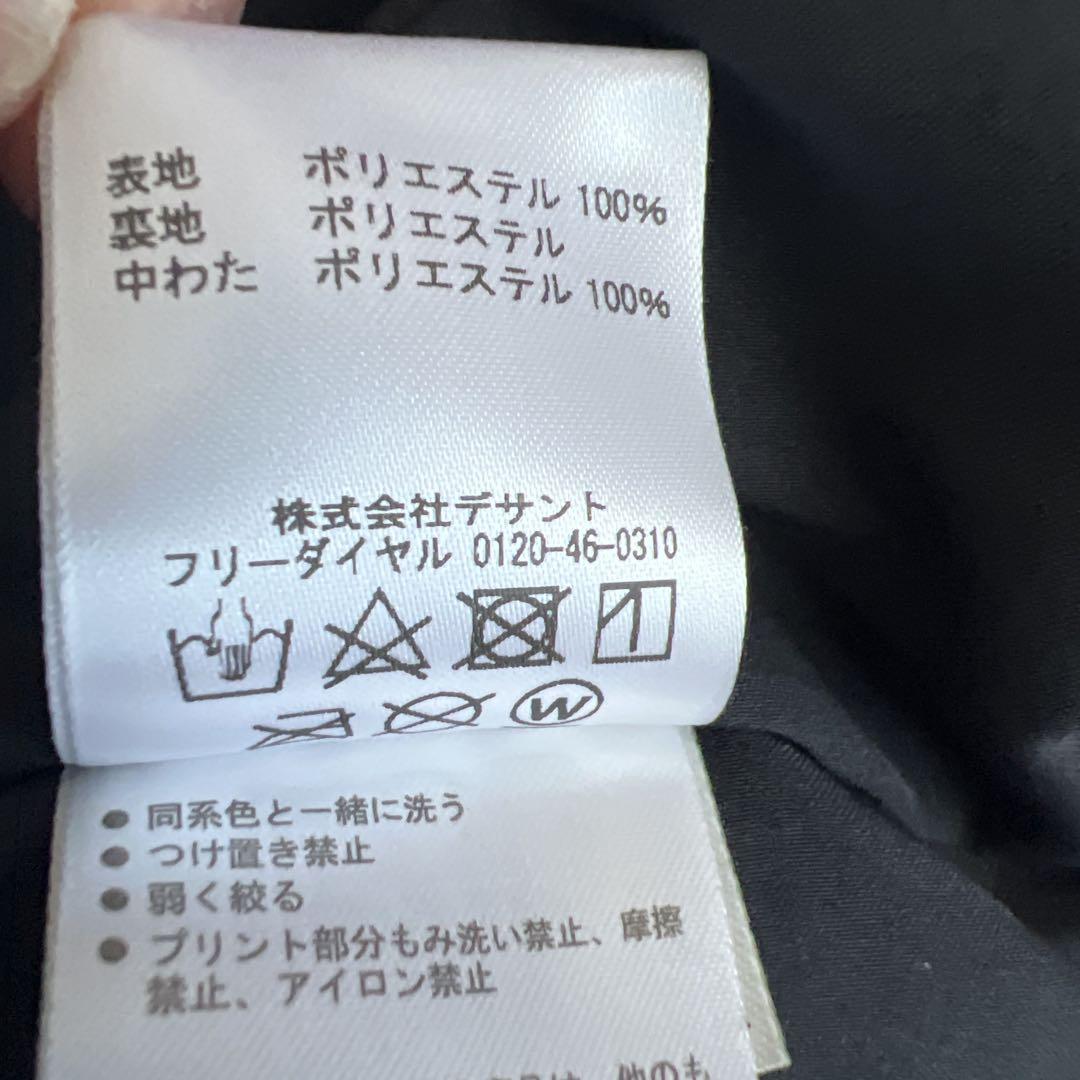 表地 ポリエステル 100%
裏地 ポリエステル
中わた ポリエステル 100%
株式会社デサント
フリーダイヤル 0120-46-0310
W
● 同系色と一緒に洗う
● つけ置き禁止
● 弱く絞る
● プリント部分もみ洗い禁止、摩擦
禁止、アイロン禁止
は、他のも